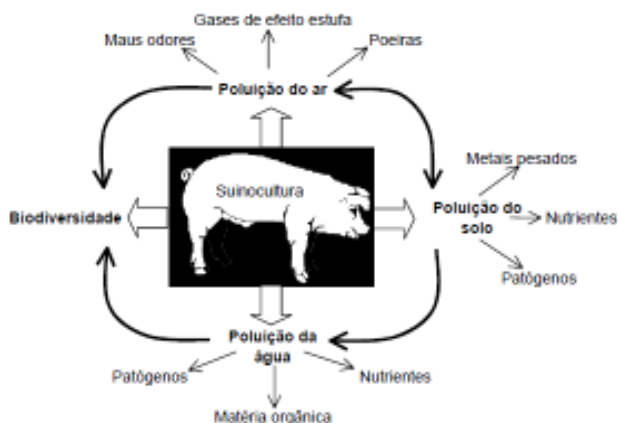 Gases de efeito estufa
Maus odores
Poeiras
Poluição do ar
Metais pesados
Suinocultura
Biodiversidade
Poluição do
solo
Nutrientes
Patógenos
Poluição da
água
Patógenos
Nutrientes
Matéria orgânica